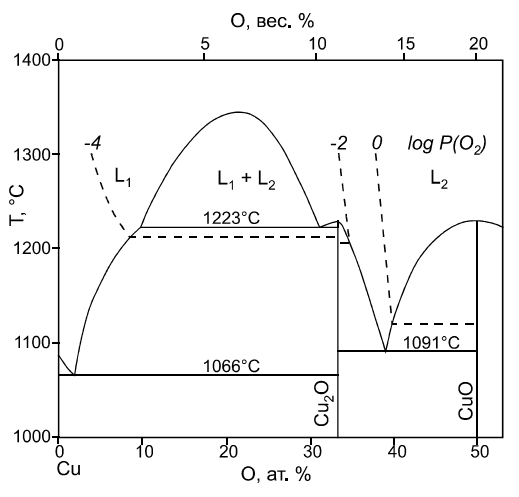 O, вес. %
0 5 10 15 20
1400
1300
1200
1100
1000
T, °C
-4 -2 0 log P(O₂)
L₁ L₁ + L₂ L₂
1223°C
1091°C
1066°C
Cu₂O
CuO
0 10 20 30 40 50
Cu
O, ат. %